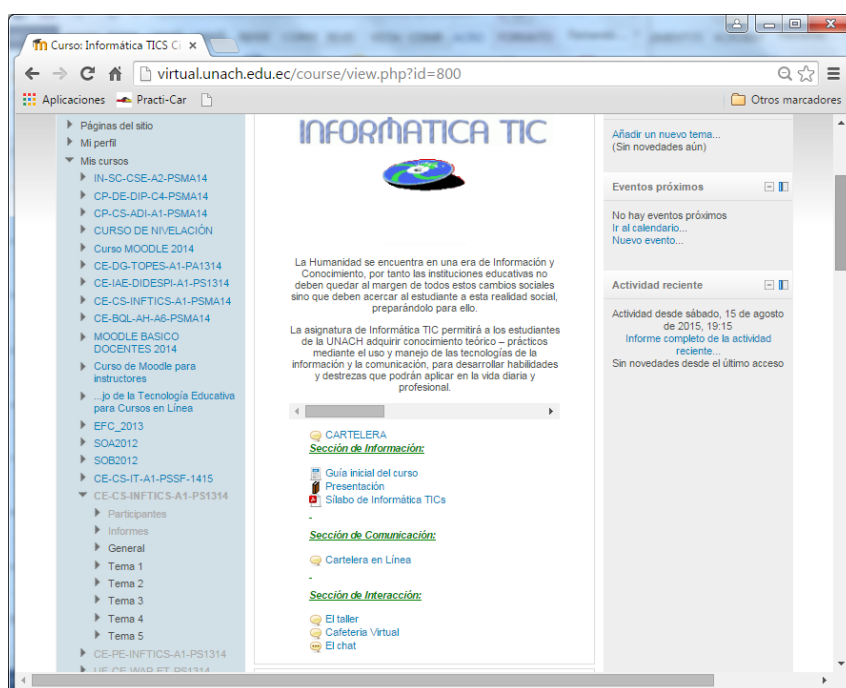 Curso: Informática TICS Ci
virtual.unach.edu.ec/course/view.php?id=800
Aplicaciones
Practi-Car
Otros marcadores
Páginas del sitio
Mi perfil
Mis cursos
IN-SC-CSE-A2-PSMA14
CP-DE-DIP-C4-PSMA14
CP-CS-ADI-A1-PSMA14
CURSO DE NIVELACIÓN
Curso MOODLE 2014
CE-DG-TOPES-A1-PA1314
CE-IAE-DIDESPI-A1-PS1314
CE-CS-INFTICS-A1-PSMA14
CE-BQL-AH-A6-PSMA14
MOODLE BASICO
DOCENTES 2014
Curso de Moodle para
instructores
...jo de la Tecnología Educativa
para Cursos en Línea
EFC_2013
SOA2012
SOB2012
CE-CS-IT-A1-PSSF-1415
CE-CS-INFTICS-A1-PS1314
Participantes
Informes
General
Tema 1
Tema 2
Tema 3
Tema 4
Tema 5
CE-PE-INFTICS-A1-PS1314
INFORMATICA TIC
La Humanidad se encuentra en una era de Información y
Conocimiento, por tanto las instituciones educativas no
deben quedar al margen de todos estos cambios sociales
sino que deben acercar al estudiante a esta realidad social,
preparándolo para ello.
La asignatura de Informática TIC permitirá a los estudiantes
de la UNACH adquirir conocimiento teórico – prácticos
mediante el uso y manejo de las tecnologías de la
información y la comunicación, para desarrollar habilidades
y destrezas que podrán aplicar en la vida diaria y
profesional.
CARTELERA
Sección de Información:
Guía inicial del curso
Presentación
Sílabo de Informática TICs
-
Sección de Comunicación:
Cartelera en Línea
-
Sección de Interacción:
El taller
Cafeteria Virtual
El chat
Añadir un nuevo tema...
(Sin novedades aún)
Eventos próximos
No hay eventos próximos
Ir al calendario...
Nuevo evento...
Actividad reciente
Actividad desde sábado, 15 de agosto
de 2015, 19:15
Informe completo de la actividad
reciente...
Sin novedades desde el último acceso